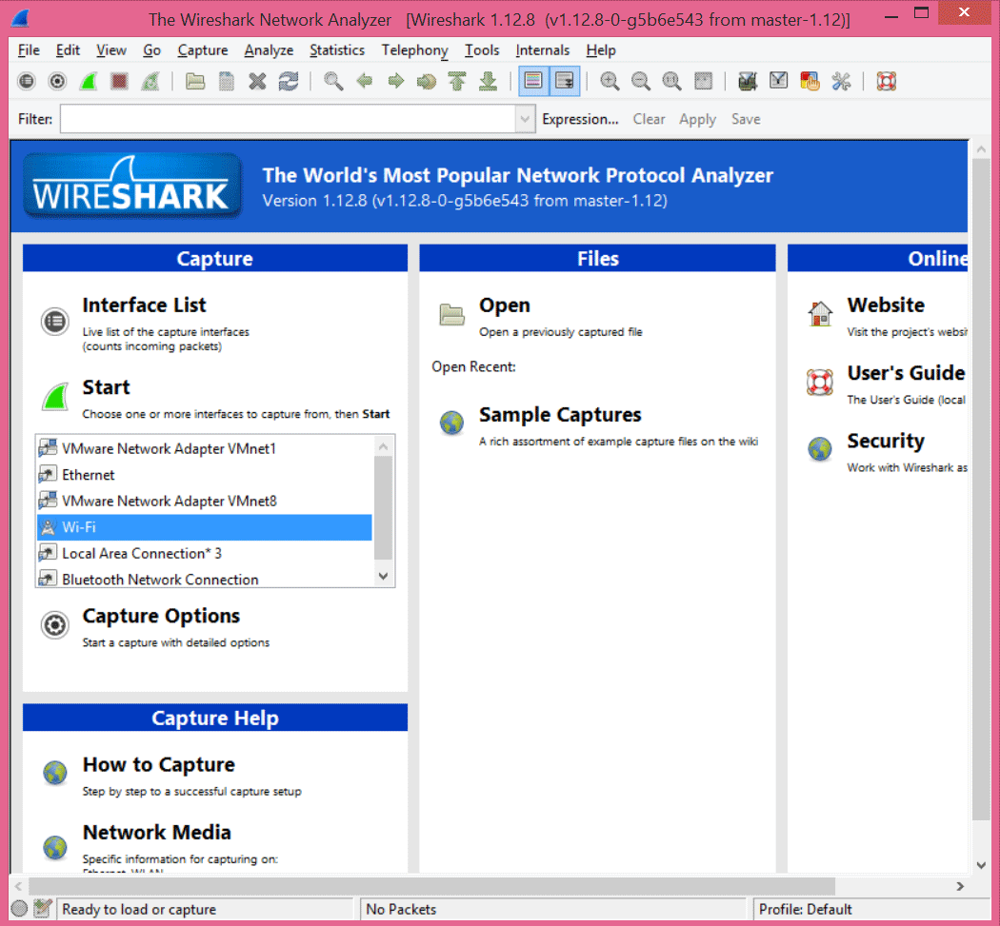 The Wireshark Network Analyzer [Wireshark 1.12.8 (v1.12.8-0-g5b6e543 from master-1.12)]
File Edit View Go Capture Analyze Statistics Telephony Tools Internals Help
Filter: Expression... Clear Apply Save
WIRESHARK
The World's Most Popular Network Protocol Analyzer
Version 1.12.8 (v1.12.8-0-g5b6e543 from master-1.12)
Capture
Interface List
Live list of the capture interfaces
(counts incoming packets)
Start
Choose one or more interfaces to capture from, then Start
VMware Network Adapter VMnet1
Ethernet
VMware Network Adapter VMnet8
Wi-Fi
Local Area Connection* 3
Bluetooth Network Connection
Capture Options
Start a capture with detailed options
Capture Help
How to Capture
Step by step to a successful capture setup
Network Media
Specific information for capturing on:
Ethernet, WLAN,
Files
Open
Open a previously captured file
Open Recent:
Sample Captures
A rich assortment of example capture files on the wiki
Online
Website
Visit the project's websi
User's Guide
The User's Guide (local
Security
Work with Wireshark as
Ready to load or capture
No Packets
Profile: Default